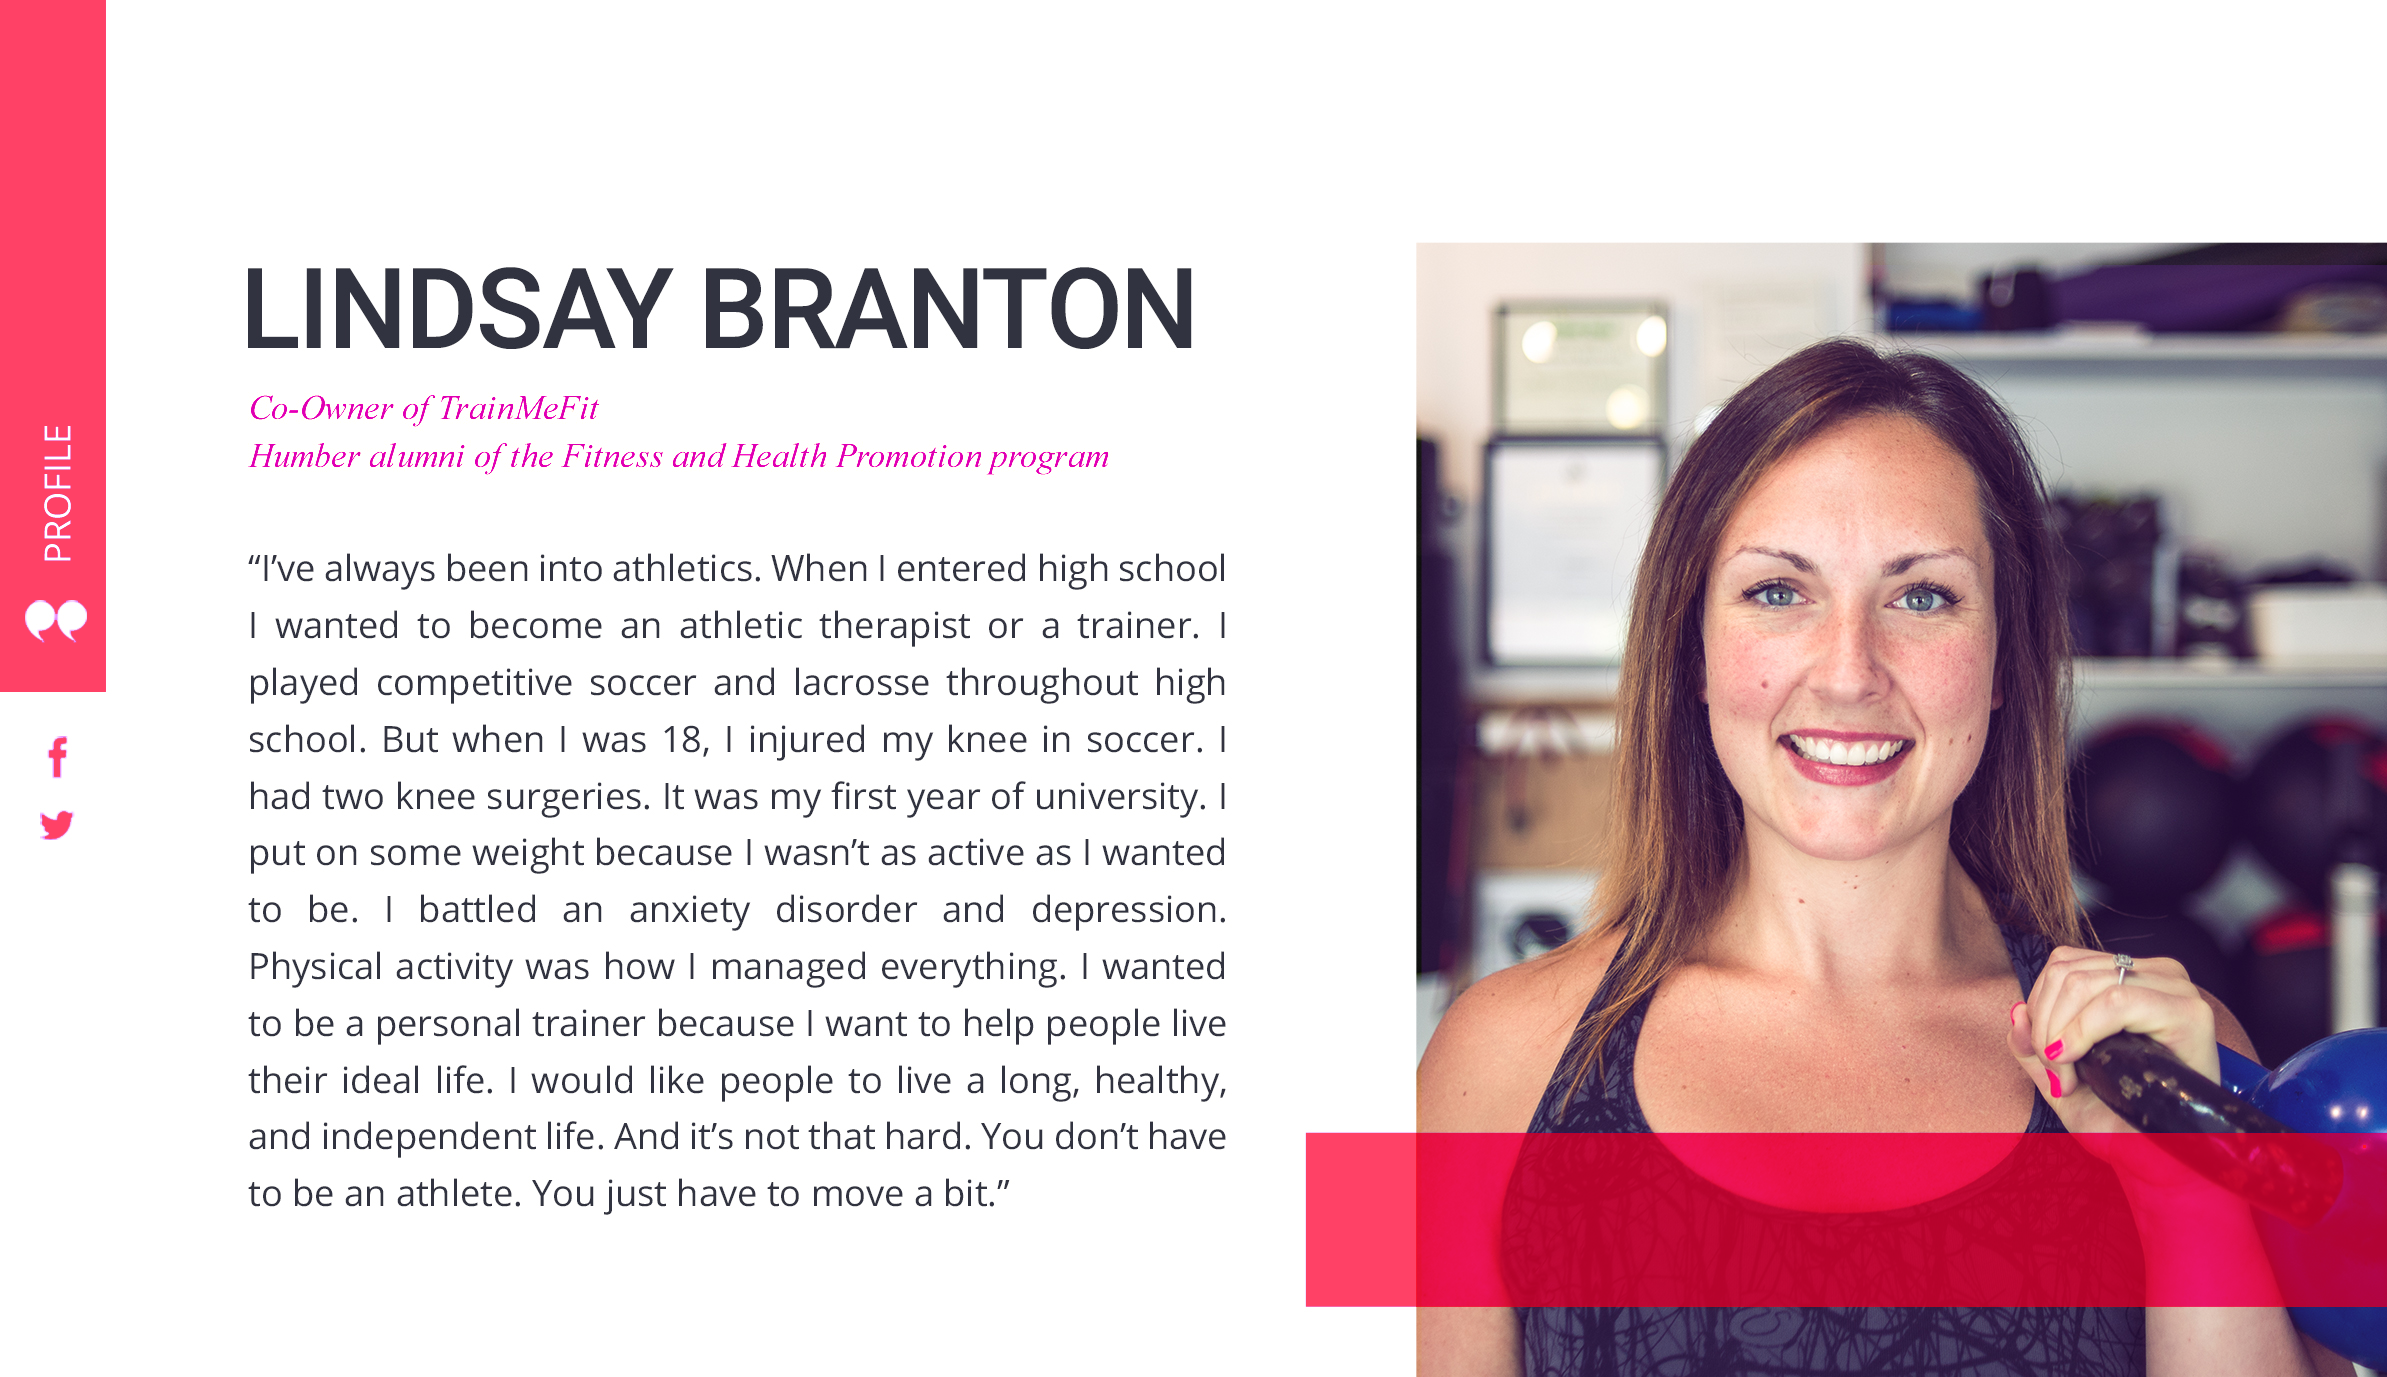 PROFILE
LINDSAY BRANTON
Co-Owner of TrainMeFit
Humber alumni of the Fitness and Health Promotion program
“I’ve always been into athletics. When I entered high school
I wanted to become an athletic therapist or a trainer. I
played competitive soccer and lacrosse throughout high
school. But when I was 18, I injured my knee in soccer. I
had two knee surgeries. It was my first year of university. I
put on some weight because I wasn’t as active as I wanted
to be. I battled an anxiety disorder and depression.
Physical activity was how I managed everything. I wanted
to be a personal trainer because I want to help people live
their ideal life. I would like people to live a long, healthy,
and independent life. And it’s not that hard. You don’t have
to be an athlete. You just have to move a bit.”